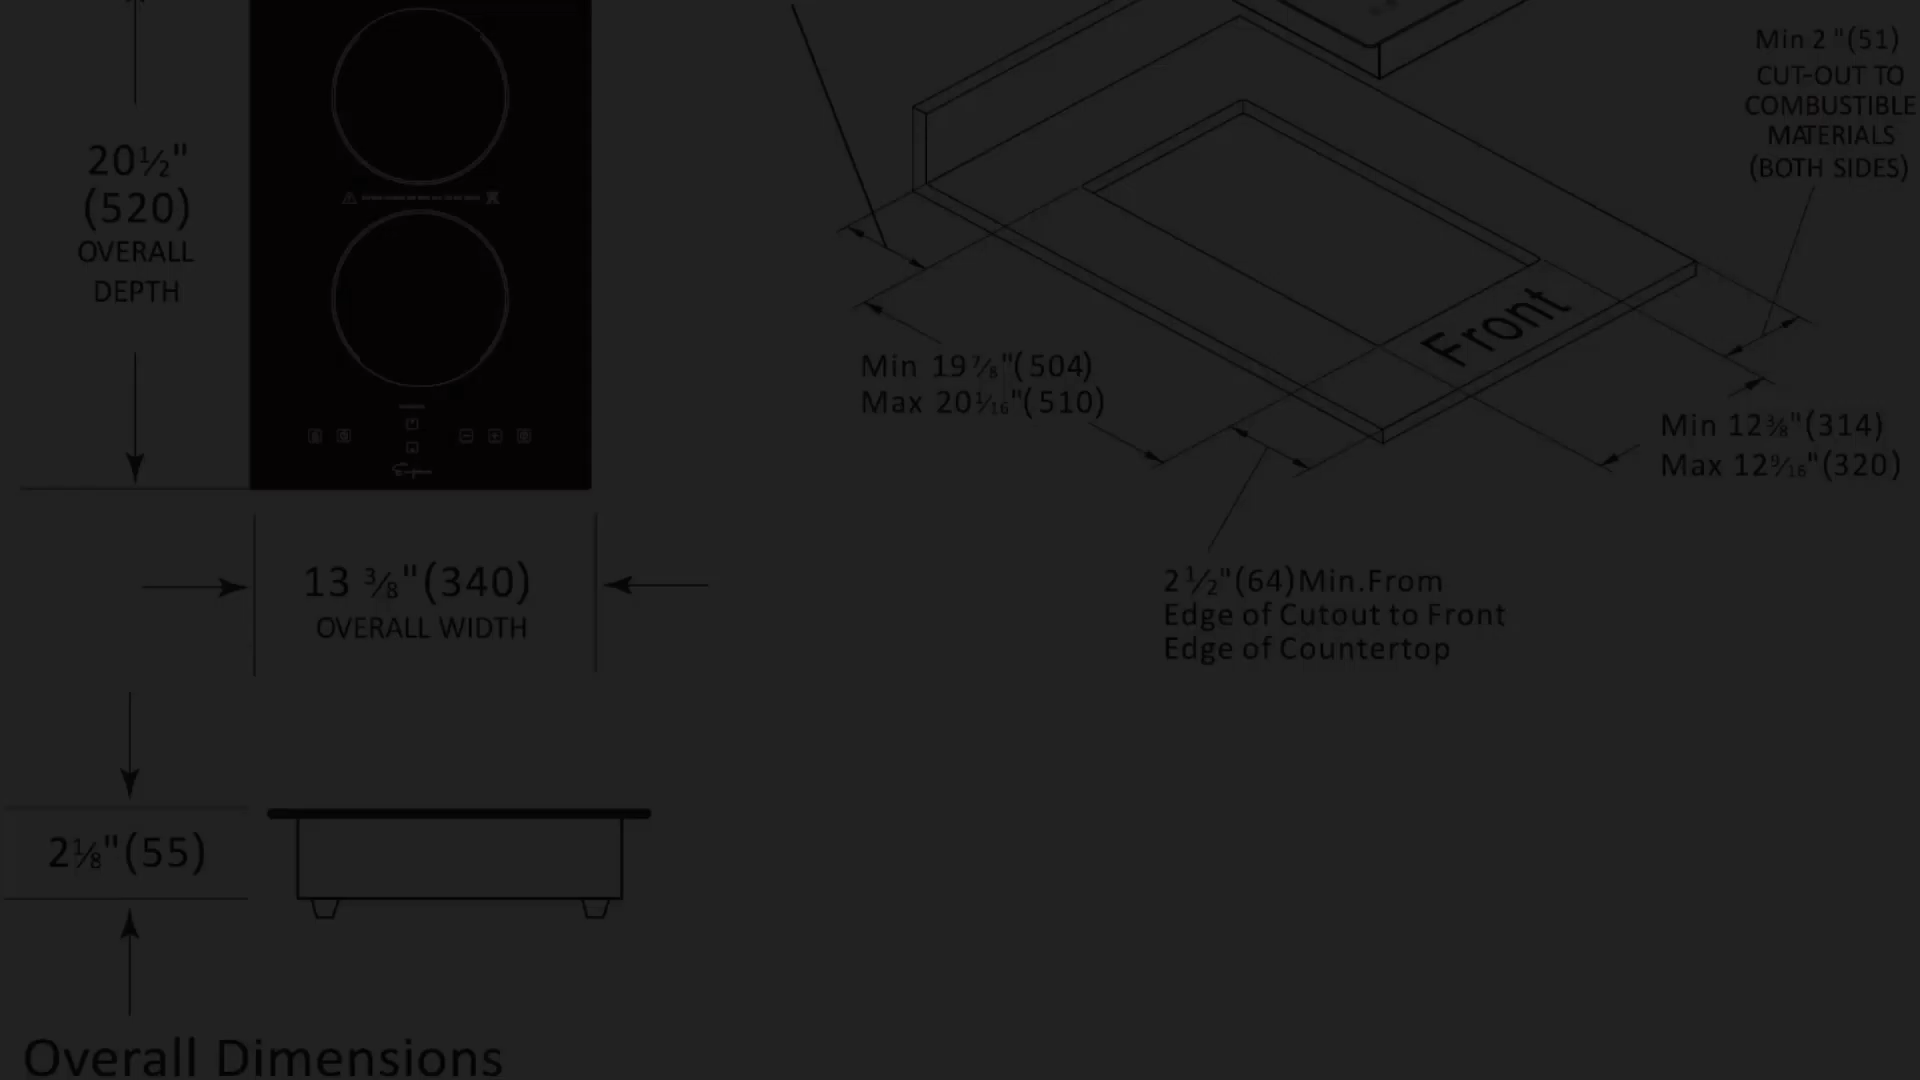 20½"
(520)
OVERALL
DEPTH
13 ⅜"(340)
OVERALL WIDTH
2⅛"(55)
Overall Dimensions
Min 2 "(51)
CUT-OUT TO
COMBUSTIBLE
MATERIALS
(BOTH SIDES)
Front
Min 19⅞"(504)
Max 20¹⁄₁₆"(510)
Min 12⅜"(314)
Max 12⁹⁄₁₆"(320)
2½"(64)Min.From
Edge of Cutout to Front
Edge of Countertop